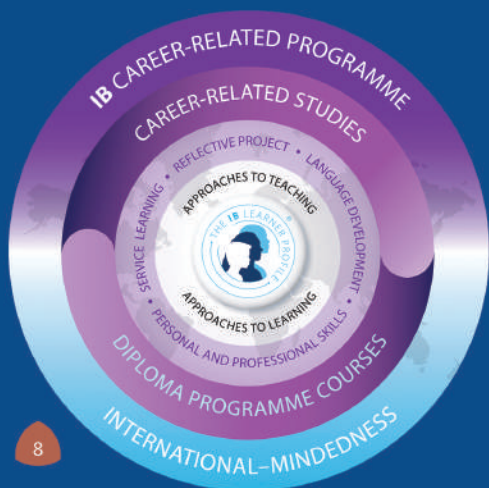 IB CAREER-RELATED PROGRAMME
CAREER-RELATED STUDIES
SERVICE LEARNING • REFLECTIVE PROJECT • LANGUAGE DEVELOPMENT
• PERSONAL AND PROFESSIONAL SKILLS •
APPROACHES TO TEACHING
THE IB LEARNER PROFILE
®
APPROACHES TO LEARNING
DIPLOMA PROGRAMME COURSES
INTERNATIONAL–MINDEDNESS
8